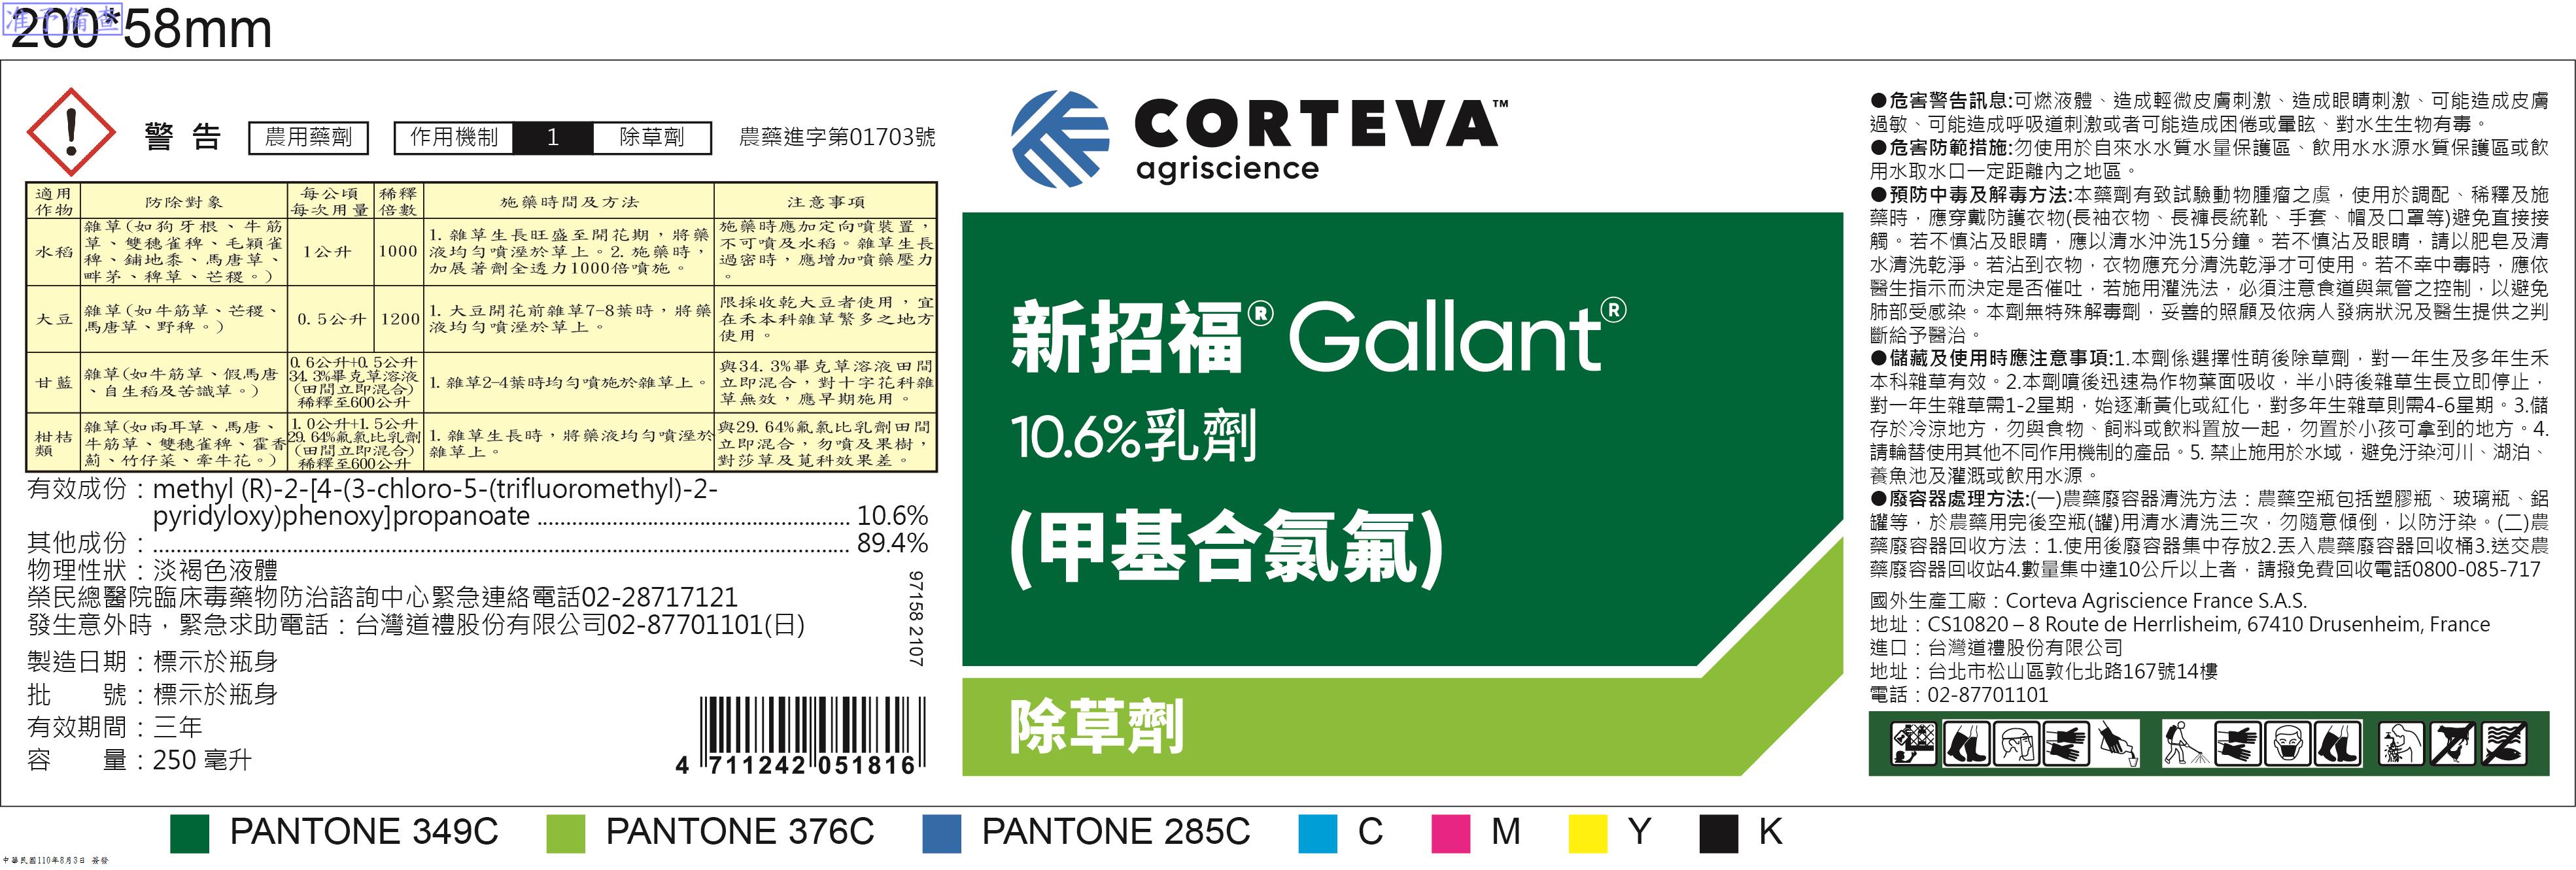 准予備查
200*58mm
警 告
農用藥劑
作用機制 1 除草劑
農藥進字第01703號
適用作物 防除對象 每公頃每次用量 稀釋倍數 施藥時間及方法 注意事項
水稻
雜草(如狗牙根、牛筋
草、雙穗雀稗、毛穎雀
稗、鋪地黍、馬唐草、
畔茅、稗草、芒稷。)
1公升
1000
1. 雜草生長旺盛至開花期，將藥
液均勻噴溼於草上。2. 施藥時，
加展著劑全透力1000倍噴施。
施藥時應加定向噴裝置，
不可噴及水稻。雜草生長
過密時，應增加噴藥壓力
。
大豆
雜草(如牛筋草、芒稷、
馬唐草、野稗。)
0.5公升
1200
1. 大豆開花前雜草7-8葉時，將藥
液均勻噴溼於草上。
限採收乾大豆者使用，宜
在禾本科雜草繁多之地方
使用。
甘藍
雜草(如牛筋草、假馬唐
、自生稻及苦蘵草。)
0.6公升+0.5公升
34.3%畢克草溶液
(田間立即混合)
稀釋至600公升
1. 雜草2-4葉時均勻噴施於雜草上。
與34.3%畢克草溶液田間
立即混合，對十字花科雜
草無效，應早期施用。
柑桔類
雜草(如兩耳草、馬唐、
牛筋草、雙穗雀稗、霍香
薊、竹仔菜、牽牛花。)
1.0公升+1.5公升
29.64%氟氯比乳劑
(田間立即混合)
稀釋至600公升
1. 雜草生長時，將藥液均勻噴溼於
雜草上。
與29.64%氟氯比乳劑田間
立即混合，勿噴及果樹，
對莎草及莧科效果差。
有效成份：methyl (R)-2-[4-(3-chloro-5-(trifluoromethyl)-2-
pyridyloxy)phenoxy]propanoate ........ 10.6%
其他成份：........ 89.4%
物理性狀：淡褐色液體
榮民總醫院臨床毒藥物防治諮詢中心緊急連絡電話02-28717121
發生意外時，緊急求助電話：台灣道禮股份有限公司02-87701101(日)
製造日期：標示於瓶身
批 號：標示於瓶身
有效期間：三年
容 量：250 毫升
97158 2107
4 711242 051816
CORTEVA™
agriscience
新招福® Gallant®
10.6%乳劑
(甲基合氯氟)
除草劑
●危害警告訊息:可燃液體、造成輕微皮膚刺激、造成眼睛刺激、可能造成皮膚
過敏、可能造成呼吸道刺激或者可能造成困倦或暈眩、對水生生物有毒。
●危害防範措施:勿使用於自來水水質水量保護區、飲用水水源水質保護區或飲
用水取水口一定距離內之地區。
●預防中毒及解毒方法:本藥劑有致試驗動物腫瘤之虞，使用於調配、稀釋及施
藥時，應穿戴防護衣物(長袖衣物、長褲長統靴、手套、帽及口罩等)避免直接接
觸。若不慎沾及眼睛，應以清水沖洗15分鐘。若不慎沾及眼睛，請以肥皂及清
水清洗乾淨。若沾到衣物，衣物應充分清洗乾淨才可使用。若不幸中毒時，應依
醫生指示而決定是否催吐，若施用灌洗法，必須注意食道與氣管之控制，以避免
肺部受感染。本劑無特殊解毒劑，妥善的照顧及依病人發病狀況及醫生提供之判
斷給予醫治。
●儲藏及使用時應注意事項:1.本劑係選擇性萌後除草劑，對一年生及多年生禾
本科雜草有效。2.本劑噴後迅速為作物葉面吸收，半小時後雜草生長立即停止，
對一年生雜草需1-2星期，始逐漸黃化或紅化，對多年生雜草則需4-6星期。3.儲
存於冷涼地方，勿與食物、飼料或飲料置放一起，勿置於小孩可拿到的地方。4.
請輪替使用其他不同作用機制的產品。5. 禁止施用於水域，避免汙染河川、湖泊、
養魚池及灌溉或飲用水源。
●廢容器處理方法:(一)農藥廢容器清洗方法：農藥空瓶包括塑膠瓶、玻璃瓶、鋁
罐等，於農藥用完後空瓶(罐)用清水清洗三次，勿隨意傾倒，以防汙染。(二)農
藥廢容器回收方法：1.使用後廢容器集中存放2.丟入農藥廢容器回收桶3.送交農
藥廢容器回收站4.數量集中達10公斤以上者，請撥免費回收電話0800-085-717
國外生產工廠：Corteva Agriscience France S.A.S.
地址：CS10820 – 8 Route de Herrlisheim, 67410 Drusenheim, France
進口：台灣道禮股份有限公司
地址：台北市松山區敦化北路167號14樓
電話：02-87701101
PANTONE 349C PANTONE 376C PANTONE 285C C M Y K
中華民國110年8月3日 簽發